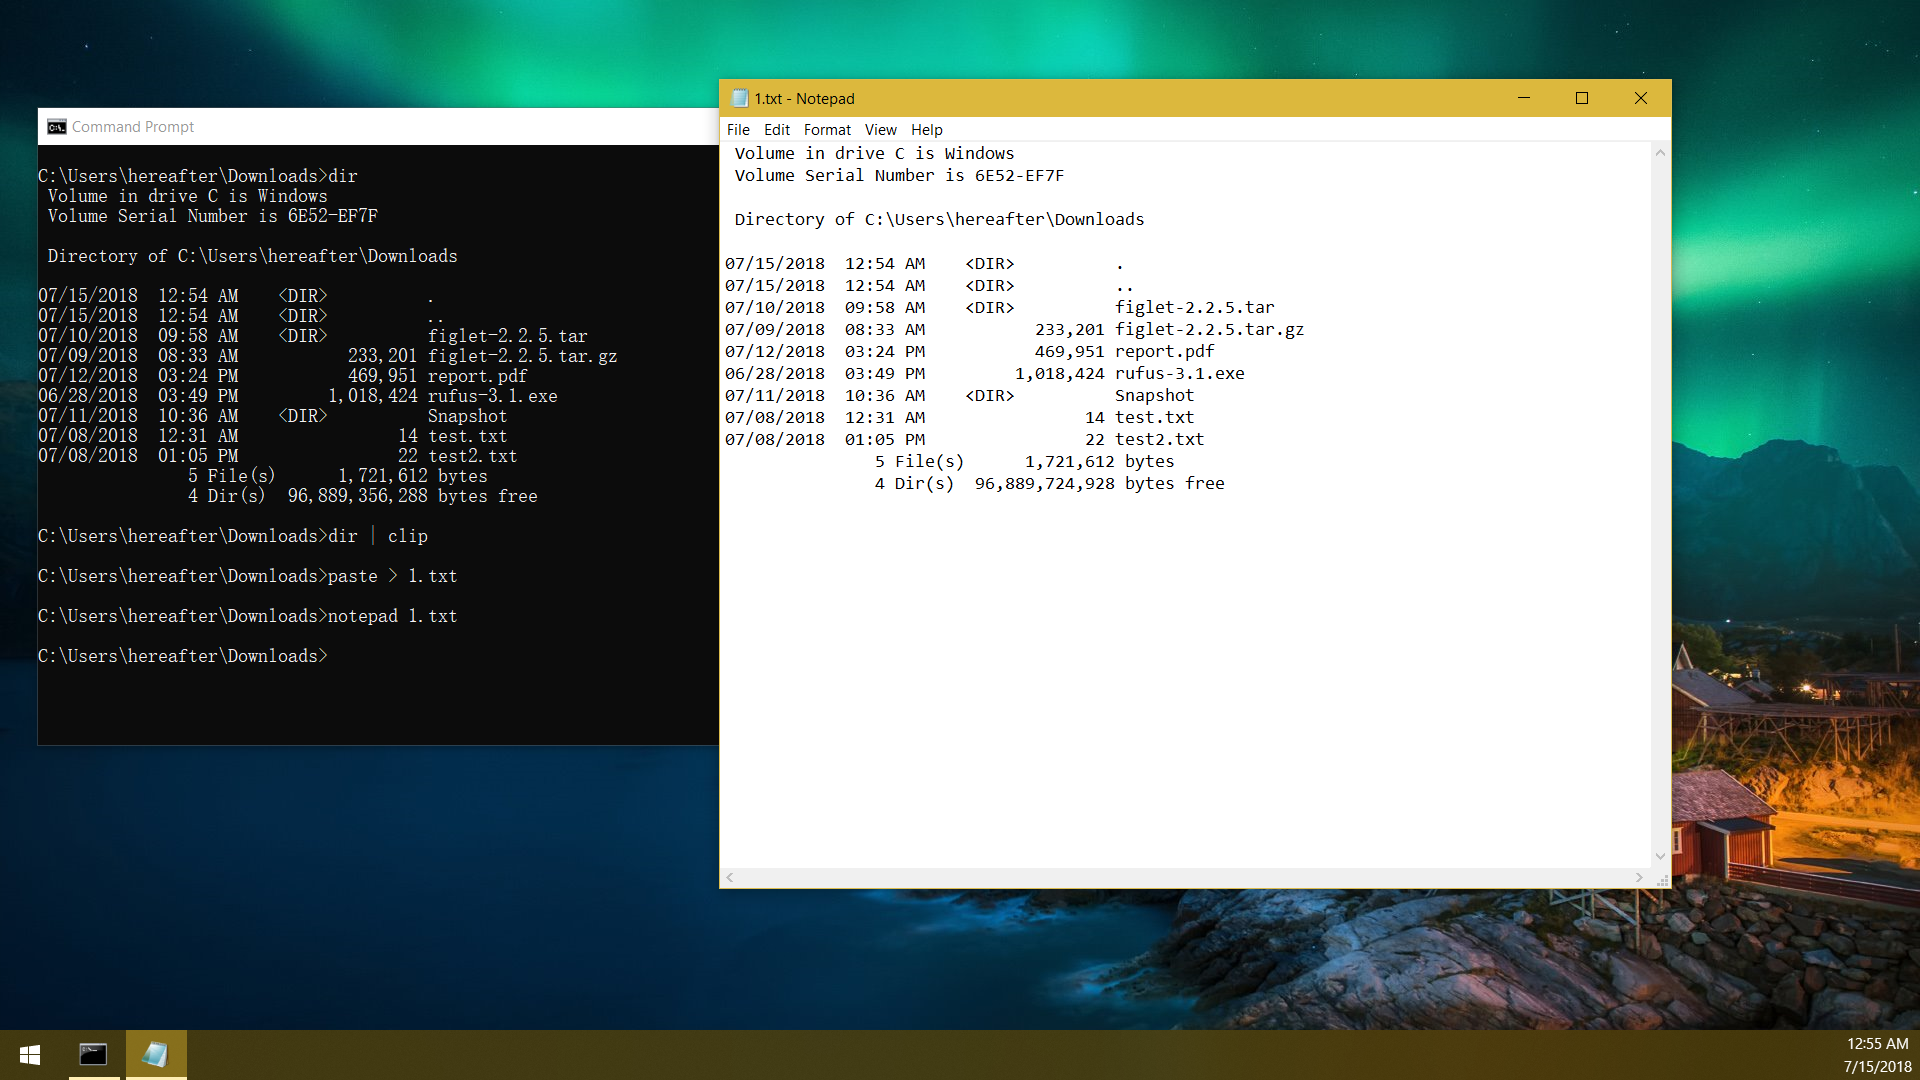 Command Prompt
C:\Users\hereafter\Downloads>dir
 Volume in drive C is Windows
 Volume Serial Number is 6E52-EF7F

 Directory of C:\Users\hereafter\Downloads

07/15/2018  12:54 AM    <DIR>          .
07/15/2018  12:54 AM    <DIR>          ..
07/10/2018  09:58 AM    <DIR>          figlet-2.2.5.tar
07/09/2018  08:33 AM           233,201 figlet-2.2.5.tar.gz
07/12/2018  03:24 PM           469,951 report.pdf
06/28/2018  03:49 PM         1,018,424 rufus-3.1.exe
07/11/2018  10:36 AM    <DIR>          Snapshot
07/08/2018  12:31 AM                14 test.txt
07/08/2018  01:05 PM                22 test2.txt
               5 File(s)      1,721,612 bytes
               4 Dir(s)  96,889,356,288 bytes free

C:\Users\hereafter\Downloads>dir | clip

C:\Users\hereafter\Downloads>paste > 1.txt

C:\Users\hereafter\Downloads>notepad 1.txt

C:\Users\hereafter\Downloads>
1.txt - Notepad
File Edit Format View Help
 Volume in drive C is Windows
 Volume Serial Number is 6E52-EF7F

 Directory of C:\Users\hereafter\Downloads

07/15/2018  12:54 AM    <DIR>          .
07/15/2018  12:54 AM    <DIR>          ..
07/10/2018  09:58 AM    <DIR>          figlet-2.2.5.tar
07/09/2018  08:33 AM           233,201 figlet-2.2.5.tar.gz
07/12/2018  03:24 PM           469,951 report.pdf
06/28/2018  03:49 PM         1,018,424 rufus-3.1.exe
07/11/2018  10:36 AM    <DIR>          Snapshot
07/08/2018  12:31 AM                14 test.txt
07/08/2018  01:05 PM                22 test2.txt
               5 File(s)      1,721,612 bytes
               4 Dir(s)  96,889,724,928 bytes free
12:55 AM
7/15/2018